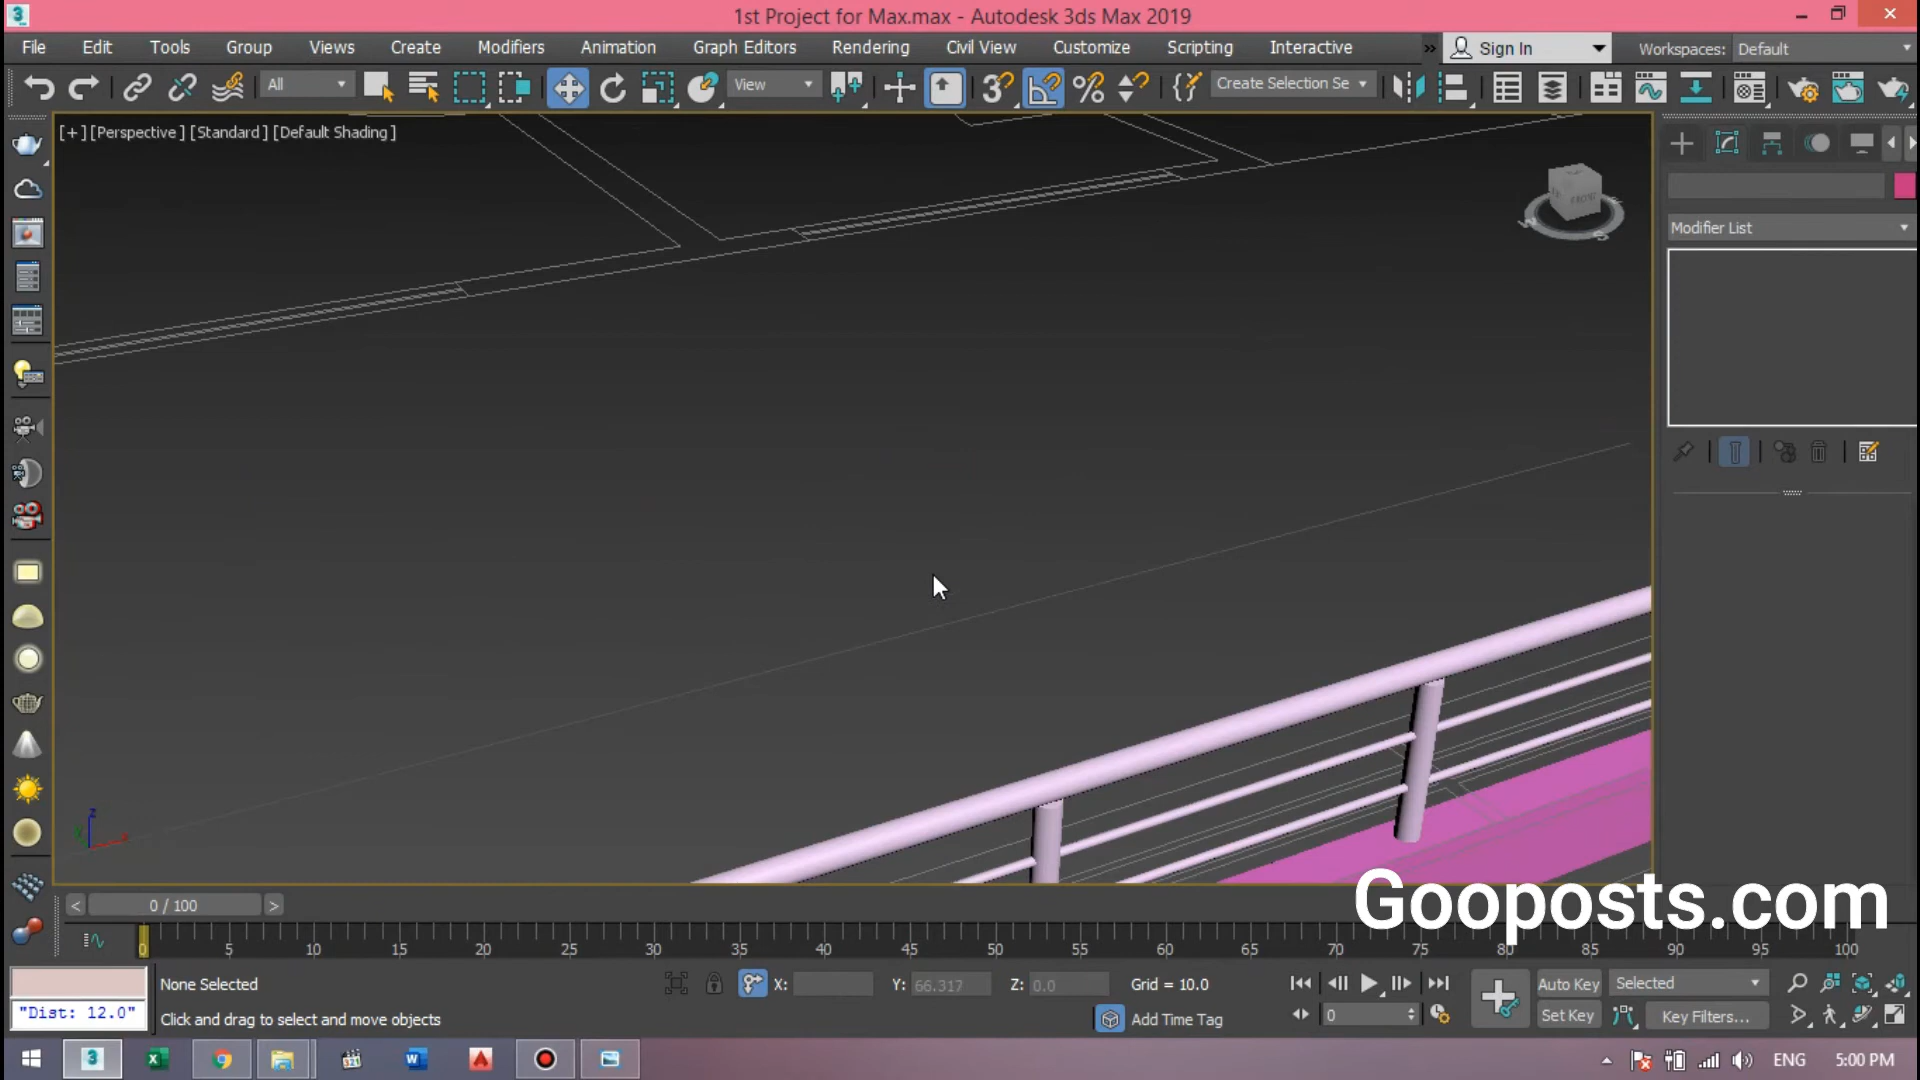 1st Project for Max.max - Autodesk 3ds Max 2019
File Edit Tools Group Views Create Modifiers Animation Graph Editors Rendering Civil View Customize Scripting Interactive
Sign In
Workspaces: Default
All
View
Create Selection Se
[+] [Perspective] [Standard] [Default Shading]
Modifier List
Gooposts.com
0 / 100
0 5 10 15 20 25 30 35 40 45 50 55 60 65 70 75 80 85 90 95 100
None Selected
X: Y: 66.317 Z: 0.0 Grid = 10.0
Auto Key Selected
"Dist: 12.0"
Click and drag to select and move objects
Add Time Tag
0
Set Key Key Filters...
ENG 5:00 PM